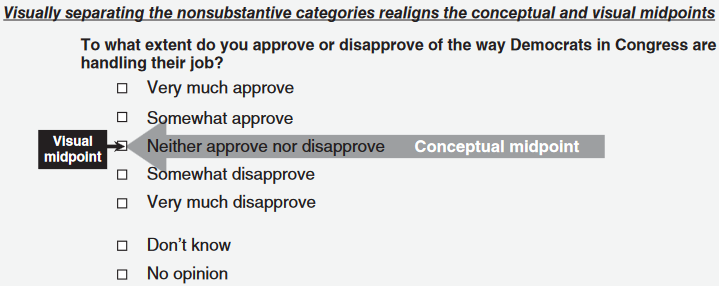 Visually separating the nonsubstantive categories realigns the conceptual and visual midpoints
To what extent do you approve or disapprove of the way Democrats in Congress are
handling their job?
Very much approve
Somewhat approve
Visual
midpoint
Neither approve nor disapprove Conceptual midpoint
Somewhat disapprove
Very much disapprove
Don't know
No opinion